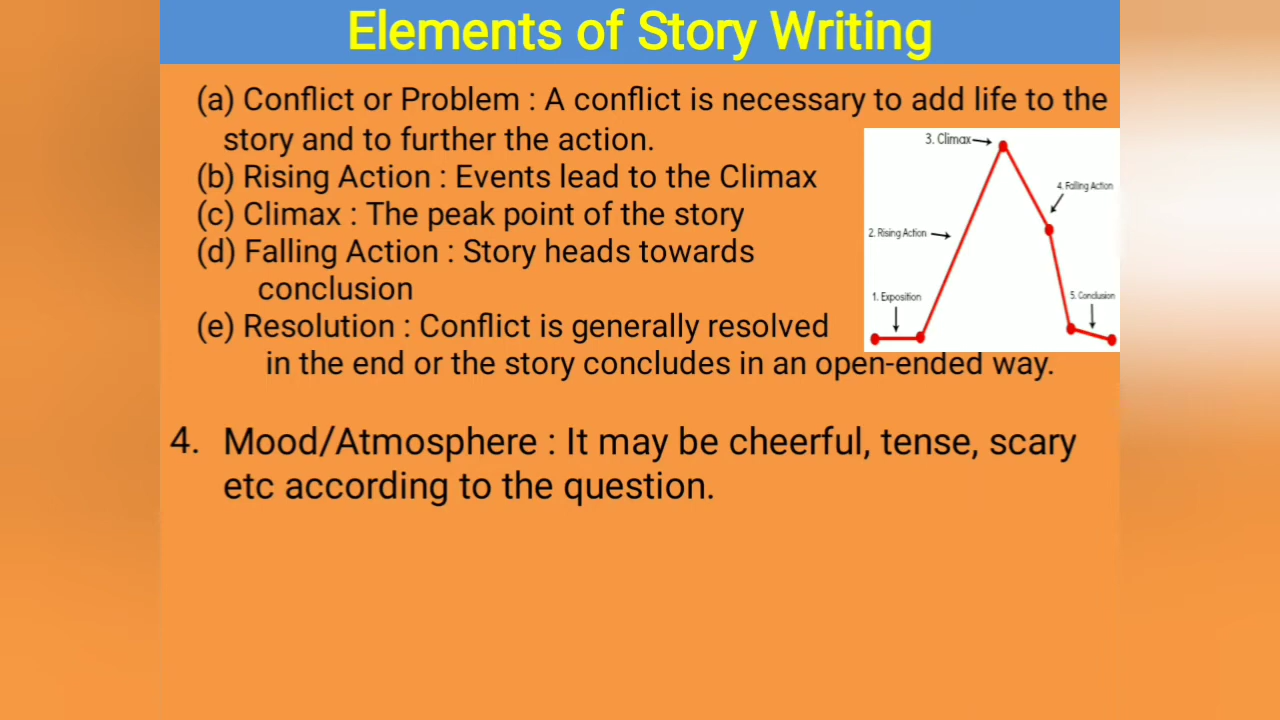 Elements of Story Writing
(a) Conflict or Problem : A conflict is necessary to add life to the
story and to further the action.
(b) Rising Action : Events lead to the Climax
(c) Climax : The peak point of the story
(d) Falling Action : Story heads towards
conclusion
(e) Resolution : Conflict is generally resolved
in the end or the story concludes in an open-ended way.
3. Climax
4. Falling Action
2. Rising Action
1. Exposition
5. Conclusion
4. Mood/Atmosphere : It may be cheerful, tense, scary
etc according to the question.